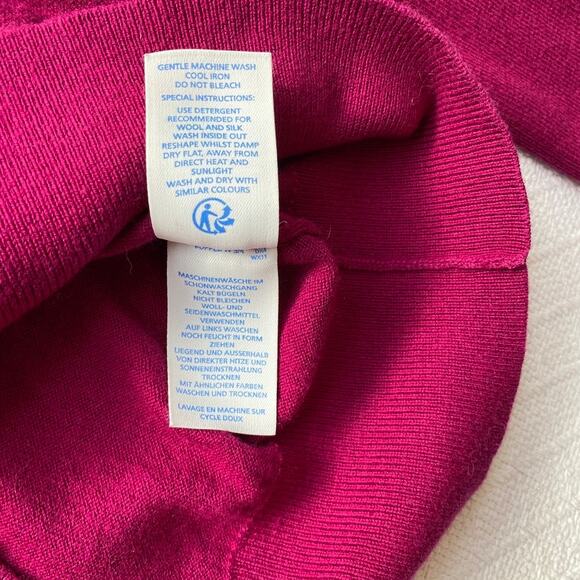 GENTLE MACHINE WASH
COOL IRON
DO NOT BLEACH
SPECIAL INSTRUCTIONS:
USE DETERGENT
RECOMMENDED FOR
WOOL AND SILK
WASH INSIDE OUT
RESHAPE WHILST DAMP
DRY FLAT, AWAY FROM
DIRECT HEAT AND
SUNLIGHT
WASH AND DRY WITH
SIMILAR COLOURS
WX11
MASCHINENWÄSCHE IM
SCHONWASCHGANG
KALT BÜGELN
NICHT BLEICHEN
WOLL- UND
SEIDENWASCHMITTEL
VERWENDEN
AUF LINKS WASCHEN
NOCH FEUCHT IN FORM
ZIEHEN
LIEGEND UND AUSSERHALB
VON DIREKTER HITZE UND
SONNENEINSTRAHLUNG
TROCKNEN
MIT ÄHNLICHEN FARBEN
WASCHEN UND TROCKNEN
LAVAGE EN MACHINE SUR
CYCLE DOUX